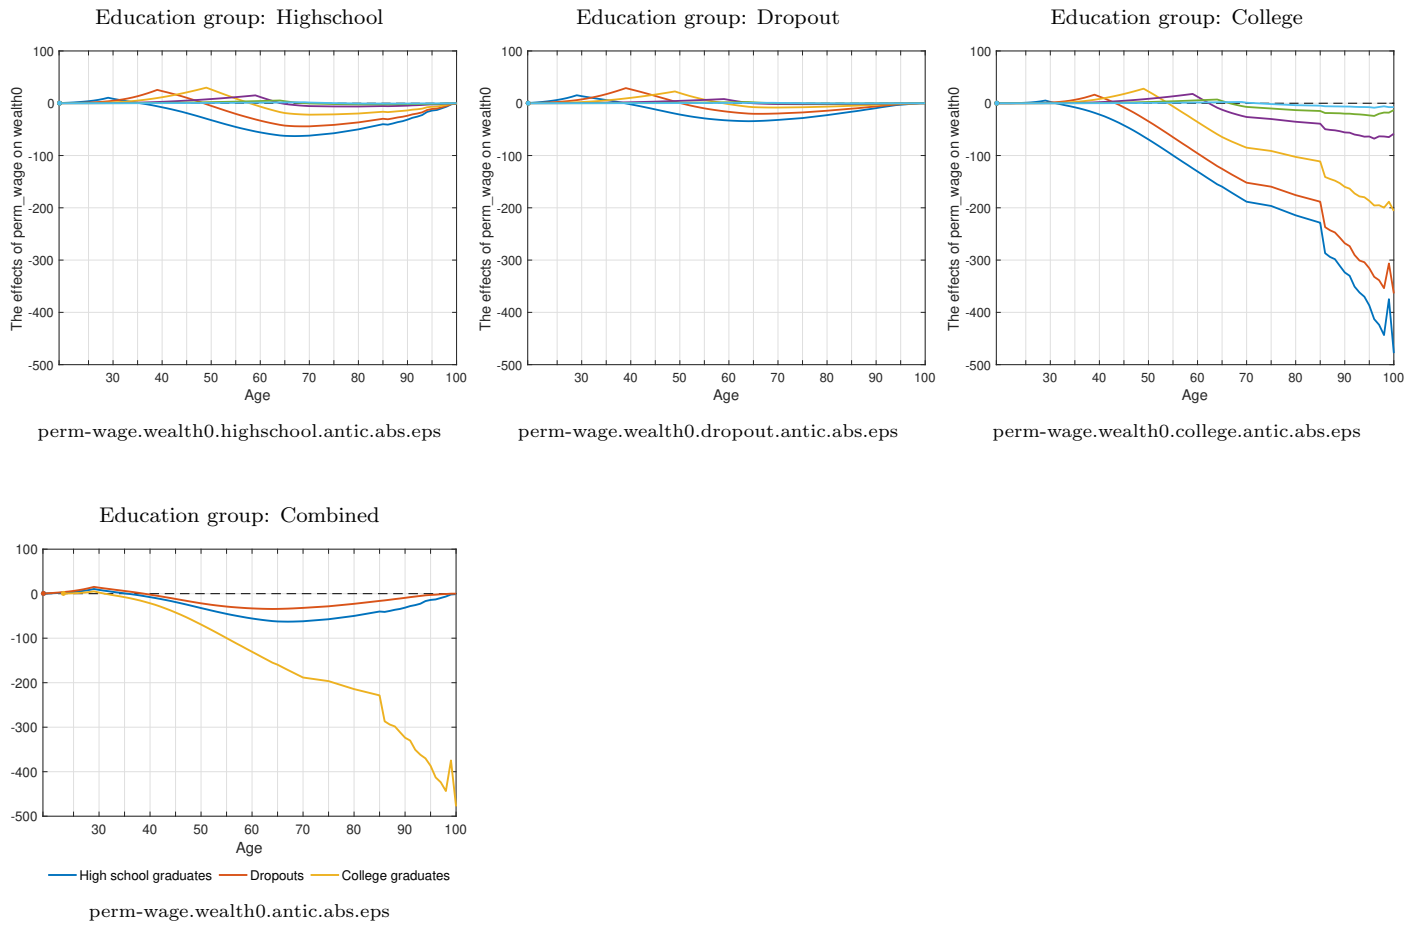 Education group: Highschool
100
0
-100
-200
-300
-400
-500
The effects of perm_wage on wealth0
30 40 50 60 70 80 90 100
Age
perm-wage.wealth0.highschool.antic.abs.eps
Education group: Dropout
100
0
-100
-200
-300
-400
-500
The effects of perm_wage on wealth0
30 40 50 60 70 80 90 100
Age
perm-wage.wealth0.dropout.antic.abs.eps
Education group: College
100
0
-100
-200
-300
-400
-500
The effects of perm_wage on wealth0
30 40 50 60 70 80 90 100
Age
perm-wage.wealth0.college.antic.abs.eps
Education group: Combined
100
0
-100
-200
-300
-400
-500
30 40 50 60 70 80 90 100
Age
High school graduates Dropouts College graduates
perm-wage.wealth0.antic.abs.eps